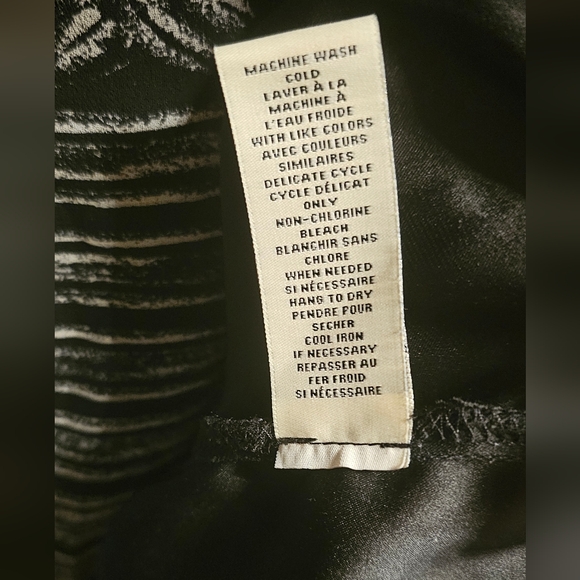 MACHINE WASH
COLD
LAVER À LA
MACHINE À
L'EAU FROIDE
WITH LIKE COLORS
AVEC COULEURS
SIMILAIRES
DELICATE CYCLE
CYCLE DÉLICAT
ONLY
NON-CHLORINE
BLEACH
BLANCHIR SANS
CHLORE
WHEN NEEDED
SI NÉCESSAIRE
HANG TO DRY
PENDRE POUR
SECHER
COOL IRON
IF NECESSARY
REPASSER AU
FER FROID
SI NÉCESSAIRE